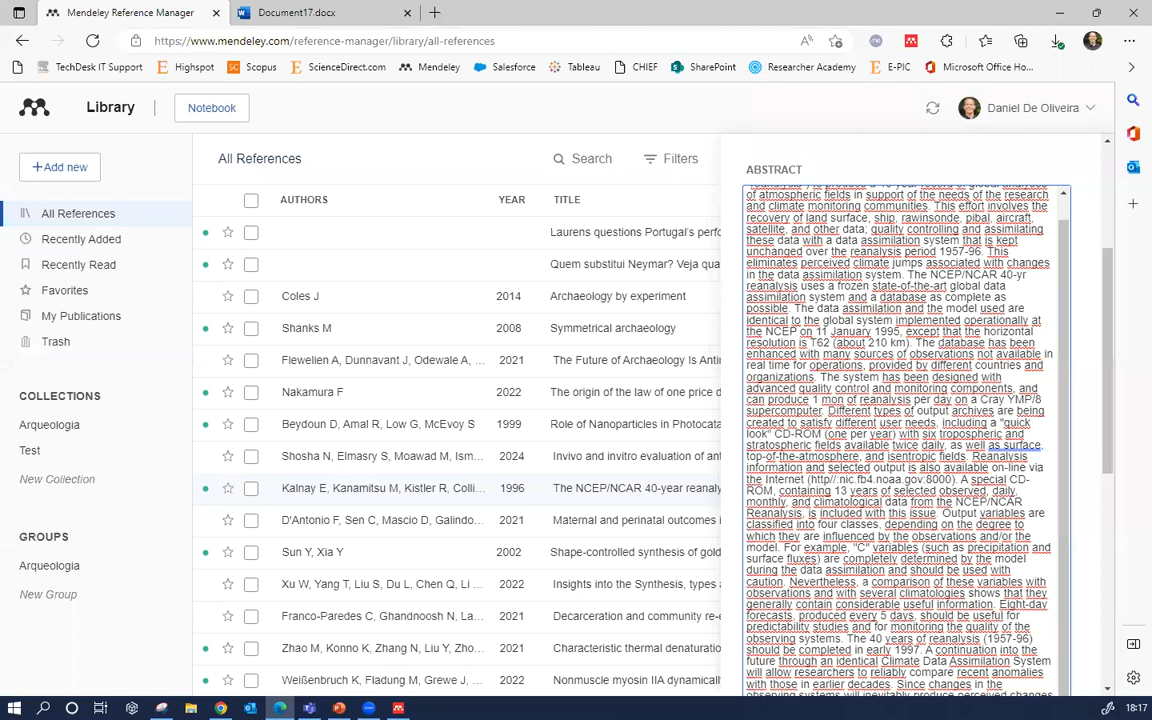 Mendeley Reference Manager
Document17.docx
https://www.mendeley.com/reference-manager/library/all-references
TechDesk IT Support
Highspot
Scopus
ScienceDirect.com
Mendeley
Salesforce
Tableau
CHIEF
SharePoint
Researcher Academy
E-PIC
Microsoft Office Ho...
Library
Notebook
Daniel De Oliveira
+Add new
All References
Recently Added
Recently Read
Favorites
My Publications
Trash
COLLECTIONS
Arqueologia
Test
New Collection
GROUPS
Arqueologia
New Group
All References
Search
Filters
AUTHORS YEAR TITLE
Laurens questions Portugal's perfo
Quem substitui Neymar? Veja qua
Coles J 2014 Archaeology by experiment
Shanks M 2008 Symmetrical archaeology
Flewelien A, Dunnavant J, Odewale A, ... 2021 The Future of Archaeology Is Anti
Nakamura F 2022 The origin of the law of one price d
Beydoun D, Amal R, Low G, McEvoy S 1999 Role of Nanoparticles in Photocata
Shosha N, Elmasry S, Moawad M, Ism... 2024 Invivo and invitro evaluation of ant
Kalnay E, Kanamitsu M, Kistler R, Colli... 1996 The NCEP/NCAR 40-year reanaly
D'Antonio F, Sen C, Mascio D, Galindo... 2021 Maternal and perinatal outcomes i
Sun Y, Xia Y 2002 Shape-controlled synthesis of gold
Xu W, Yang T, Liu S, Du L, Chen Q, Li ... 2022 Insights into the Synthesis, types a
Franco-Paredes C, Ghandnoosh N, La... 2021 Decarceration and community re-e
Zhao M, Konno K, Zhang N, Liu Y, Zho... 2021 Characteristic thermal denaturatio
Weißenbruch K, Fladung M, Grewe J, ... 2022 Nonmuscle myosin IIA dynamicall
ABSTRACT
of atmospheric fields in support of the needs of the research
and climate monitoring communities. This effort involves the
recovery of land surface, ship, rawinsonde, pibal, aircraft,
satellite, and other data; quality controlling and assimilating
these data with a data assimilation system that is kept
unchanged over the reanalysis period 1957-96. This
eliminates perceived climate jumps associated with changes
in the data assimilation system. The NCEP/NCAR 40-yr
reanalysis uses a frozen state-of-the-art global data
assimilation system and a database as complete as
possible. The data assimilation and the model used are
identical to the global system implemented operationally at
the NCEP on 11 January 1995, except that the horizontal
resolution is T62 (about 210 km). The database has been
enhanced with many sources of observations not available in
real time for operations, provided by different countries and
organizations. The system has been designed with
advanced quality control and monitoring components, and
can produce 1 mon of reanalysis per day on a Cray YMP/8
supercomputer. Different types of output archives are being
created to satisfy different user needs, including a "quick
look" CD-ROM (one per year) with six tropospheric and
stratospheric fields available twice daily, as well as surface,
top-of-the-atmosphere, and isentropic fields. Reanalysis
information and selected output is also available on-line via
the Internet (http//:nic.fb4.noaa.gov:8000). A special CD-
ROM, containing 13 years of selected observed, daily,
monthly, and climatological data from the NCEP/NCAR
Reanalysis, is included with this issue. Output variables are
classified into four classes, depending on the degree to
which they are influenced by the observations and/or the
model. For example, "C" variables (such as precipitation and
surface fluxes) are completely determined by the model
during the data assimilation and should be used with
caution. Nevertheless, a comparison of these variables with
observations and with several climatologies shows that they
generally contain considerable useful information. Eight-day
forecasts, produced every 5 days, should be useful for
predictability studies and for monitoring the quality of the
observing systems. The 40 years of reanalysis (1957-96)
should be completed in early 1997. A continuation into the
future through an identical Climate Data Assimilation System
will allow researchers to reliably compare recent anomalies
with those in earlier decades. Since changes in the
observing systems will inevitably produce perceived changes
18:17